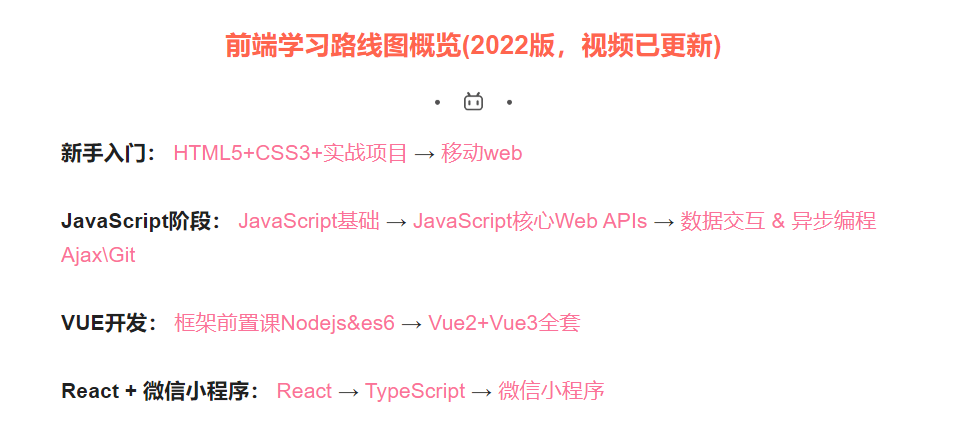 前端学习路线图概览(2022版，视频已更新)
新手入门： HTML5+CSS3+实战项目 → 移动web
JavaScript阶段： JavaScript基础 → JavaScript核心Web APIs → 数据交互 & 异步编程
Ajax\Git
VUE开发： 框架前置课Nodejs&es6 → Vue2+Vue3全套
React + 微信小程序： React → TypeScript → 微信小程序